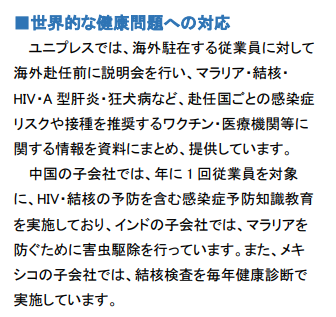 ■世界的な健康問題への対応
ユニプレスでは、海外駐在する従業員に対して
海外赴任前に説明会を行い、マラリア・結核・
HIV・A 型肝炎・狂犬病など、赴任国ごとの感染症
リスクや接種を推奨するワクチン・医療機関等に
関する情報を資料にまとめ、提供しています。
中国の子会社では、年に 1 回従業員を対象
に、HIV・結核の予防を含む感染症予防知識教育
を実施しており、インドの子会社では、マラリアを
防ぐために害虫駆除を行っています。また、メキ
シコの子会社では、結核検査を毎年健康診断で
実施しています。